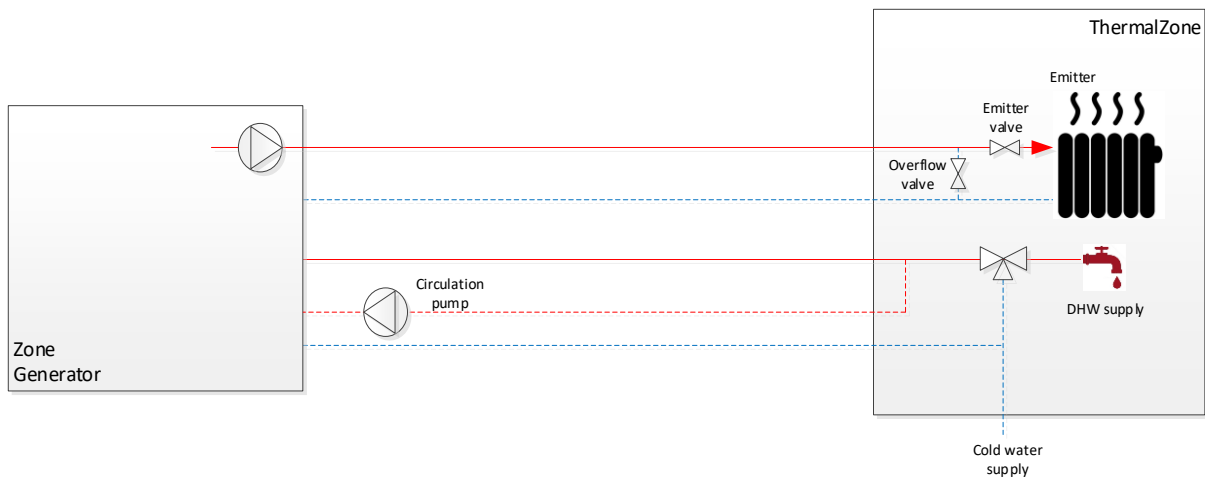 ThermalZone
Emitter
Emitter
valve
Overflow
valve
Circulation
pump
DHW supply
Zone
Generator
Cold water
supply